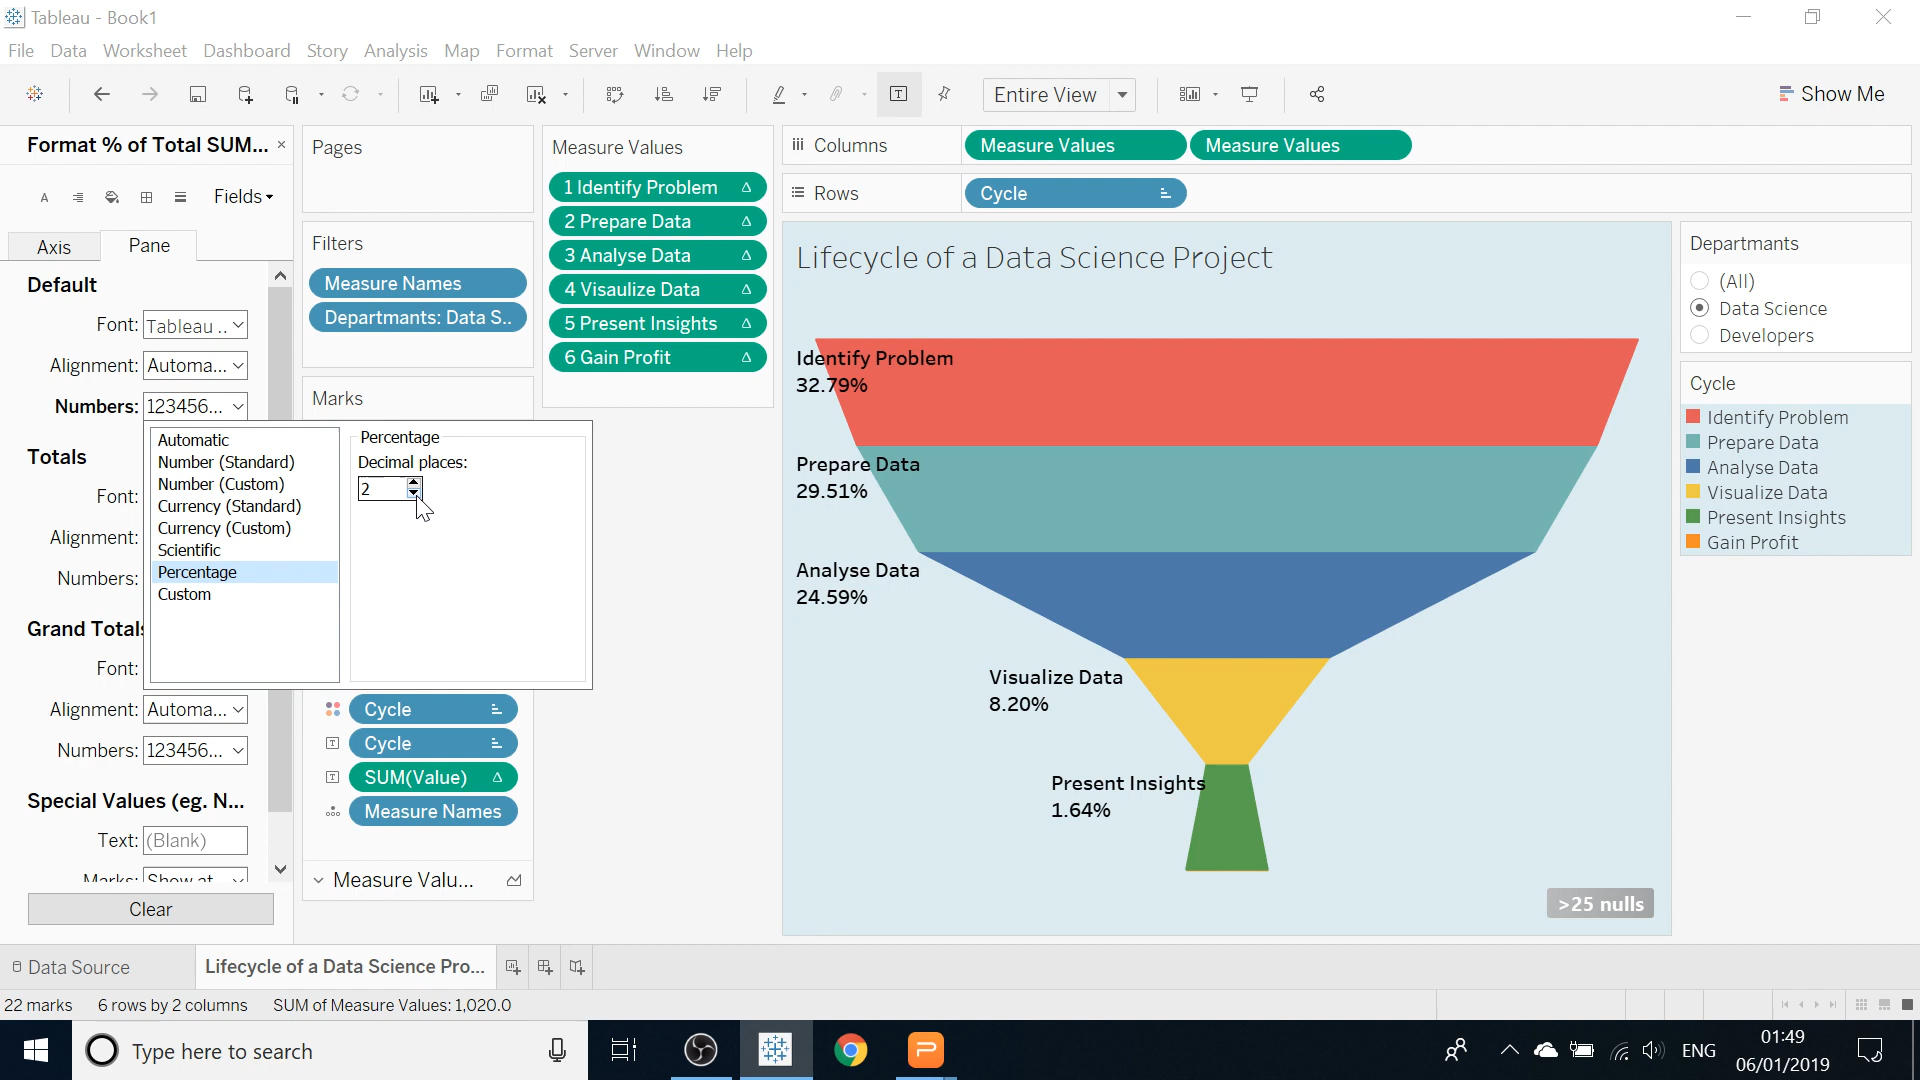 Tableau - Book1
File Data Worksheet Dashboard Story Analysis Map Format Server Window Help
Entire View
Show Me
Format % of Total SUM... ×
Fields
Axis
Pane
Default
Font: Tableau ..
Alignment: Automa...
Numbers: 123456...
Totals
Font:
Alignment:
Numbers:
Grand Totals
Font:
Alignment: Automa...
Numbers: 123456...
Special Values (eg. N...
Text: (Blank)
Marks: Show at
Clear
Automatic
Number (Standard)
Number (Custom)
Currency (Standard)
Currency (Custom)
Scientific
Percentage
Custom
Percentage
Decimal places:
2
Pages
Filters
Measure Names
Departments: Data S..
Marks
Cycle
Cycle
SUM(Value)
Measure Names
Measure Valu...
Measure Values
1 Identify Problem
2 Prepare Data
3 Analyse Data
4 Visaulize Data
5 Present Insights
6 Gain Profit
Columns
Measure Values
Measure Values
Rows
Cycle
Lifecycle of a Data Science Project
Identify Problem
32.79%
Prepare Data
29.51%
Analyse Data
24.59%
Visualize Data
8.20%
Present Insights
1.64%
>25 nulls
Departments
(All)
Data Science
Developers
Cycle
Identify Problem
Prepare Data
Analyse Data
Visualize Data
Present Insights
Gain Profit
Data Source
Lifecycle of a Data Science Pro...
22 marks 6 rows by 2 columns SUM of Measure Values: 1,020.0
Type here to search
ENG
01:49
06/01/2019